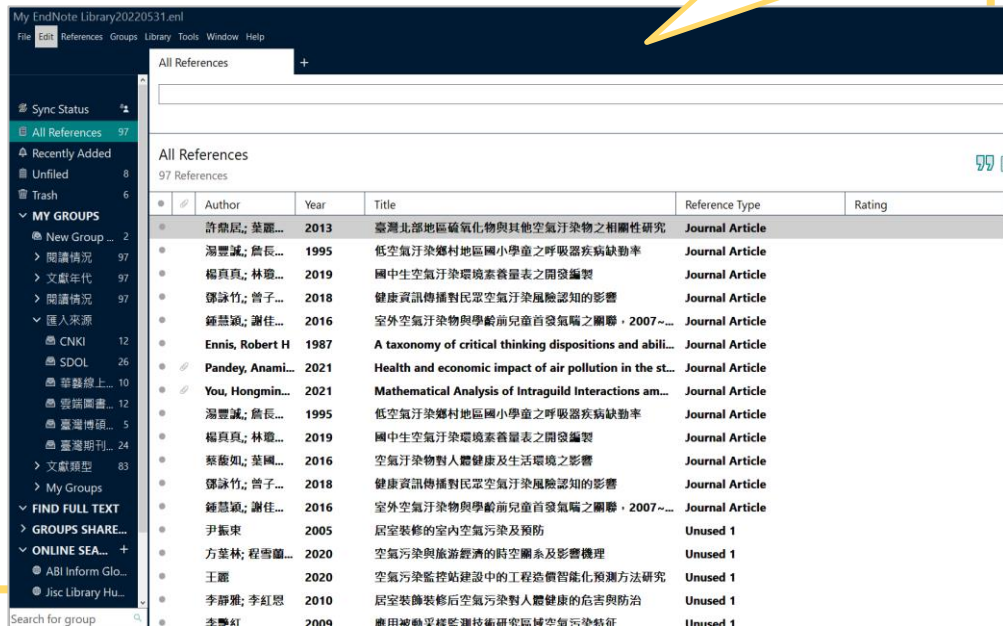 My EndNote Library20220531.enl
File Edit References Groups Library Tools Window Help
All References +
Sync Status
All References 97
Recently Added
Unfiled 8
Trash 6
MY GROUPS
New Group ... 2
閱讀情況 97
文獻年代 97
閱讀情況 97
匯入來源
CNKI 12
SDOL 26
華藝線上... 10
雲端圖書... 12
臺灣博碩... 5
臺灣期刊... 24
文獻類型 83
My Groups
FIND FULL TEXT
GROUPS SHARE...
ONLINE SEA... +
ABI Inform Glo...
Jisc Library Hu...
Search for group
All References
97 References
Author Year Title Reference Type Rating
許鼎居,; 葉麗... 2013 臺灣北部地區硫氧化物與其他空氣汙染物之相關性研究 Journal Article
湯豐誠,; 詹長... 1995 低空氣汙染鄉村地區國小學童之呼吸器疾病缺勤率 Journal Article
楊真真,; 林瓊... 2019 國中生空氣汙染環境素養量表之開發編製 Journal Article
鄧詠竹,; 曾子... 2018 健康資訊傳播對民眾空氣汙染風險認知的影響 Journal Article
鍾慧穎,; 謝佳... 2016 室外空氣汙染物與學齡前兒童首發氣喘之關聯，2007~... Journal Article
Ennis, Robert H 1987 A taxonomy of critical thinking dispositions and abili... Journal Article
Pandey, Anami... 2021 Health and economic impact of air pollution in the st... Journal Article
You, Hongmin... 2021 Mathematical Analysis of Intraguild Interactions am... Journal Article
湯豐誠,; 詹長... 1995 低空氣汙染鄉村地區國小學童之呼吸器疾病缺勤率 Journal Article
楊真真,; 林瓊... 2019 國中生空氣汙染環境素養量表之開發編製 Journal Article
蔡馥如,; 葉國... 2016 空氣汙染物對人體健康及生活環境之影響 Journal Article
鄧詠竹,; 曾子... 2018 健康資訊傳播對民眾空氣汙染風險認知的影響 Journal Article
鍾慧穎,; 謝佳... 2016 室外空氣汙染物與學齡前兒童首發氣喘之關聯，2007~... Journal Article
尹振東 2005 居室裝修的室內空氣污染及預防 Unused 1
方葉林; 程雪蘭... 2020 空氣污染與旅游經濟的時空關系及影響機理 Unused 1
王麗 2020 空氣污染監控站建設中的工程造價智能化預測方法研究 Unused 1
李靜雅; 李紅恩 2010 居室裝飾裝修后空氣污染對人體健康的危害與防治 Unused 1
李艷紅 2009 應用被動采樣監測技術研究區域空氣污染特征 Unused 1